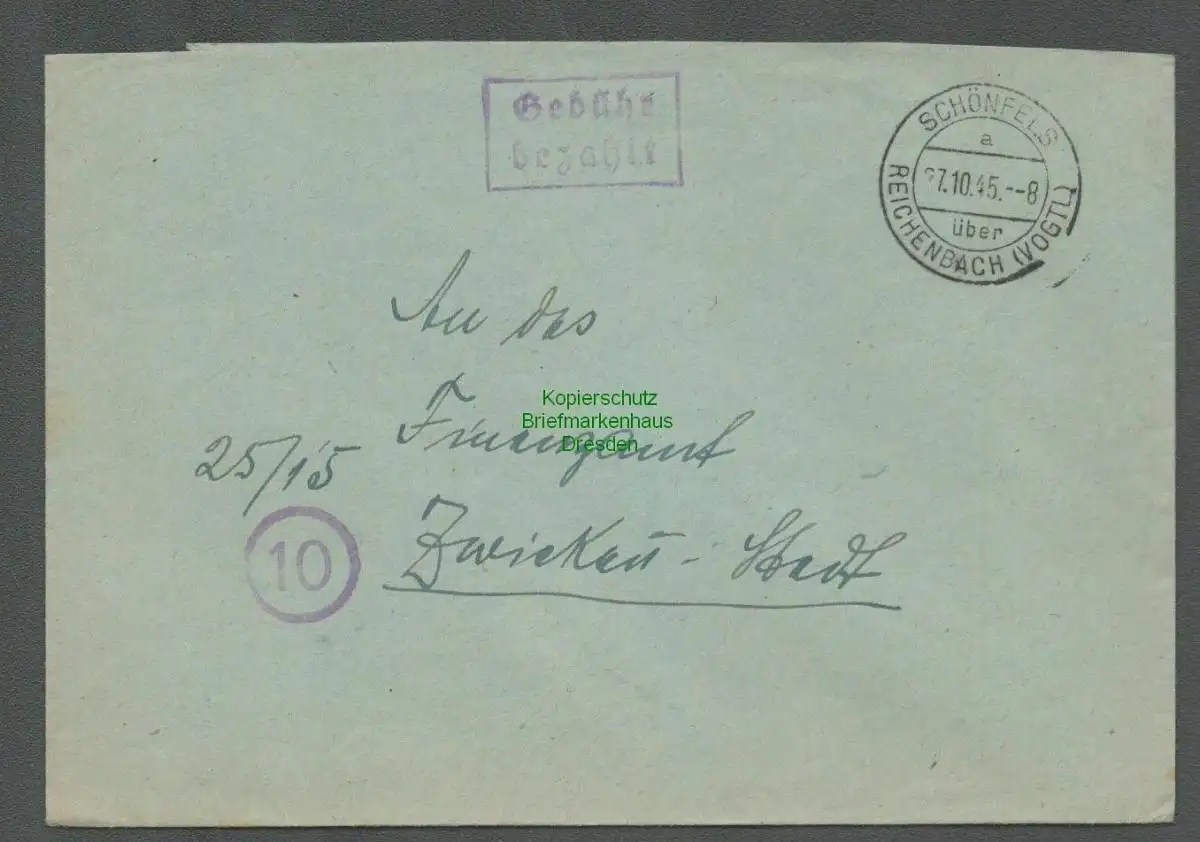 Gebühr
bezahlt
SCHÖNFELS
a
27.10.45.--8
über
REICHENBACH (VOGTL)
An das
Kopierschutz
Briefmarkenhaus
Dresden
Finanzamt
25/15
10
Zwickau - Stadt